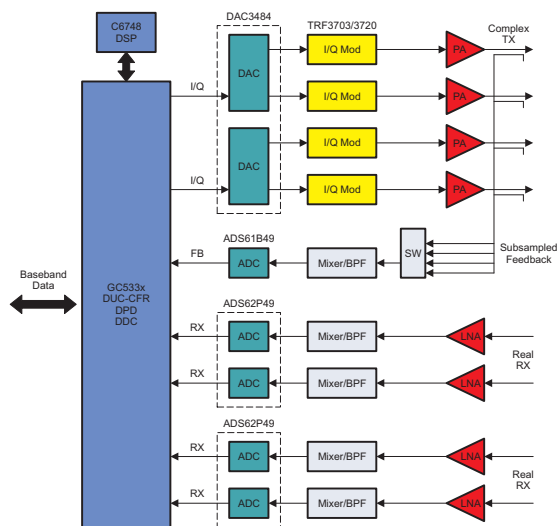 C6748
DSP
DAC3484
TRF3703/3720
Complex
TX
I/Q
DAC
I/Q Mod
PA
I/Q Mod
PA
I/Q
DAC
I/Q Mod
PA
I/Q Mod
PA
ADS61B49
FB
ADC
Mixer/BPF
SW
Subsampled
Feedback
Baseband
Data
GC533x
DUC-CFR
DPD
DDC
ADS62P49
RX
ADC
Mixer/BPF
LNA
Real
RX
RX
ADC
Mixer/BPF
LNA
ADS62P49
RX
ADC
Mixer/BPF
LNA
Real
RX
RX
ADC
Mixer/BPF
LNA